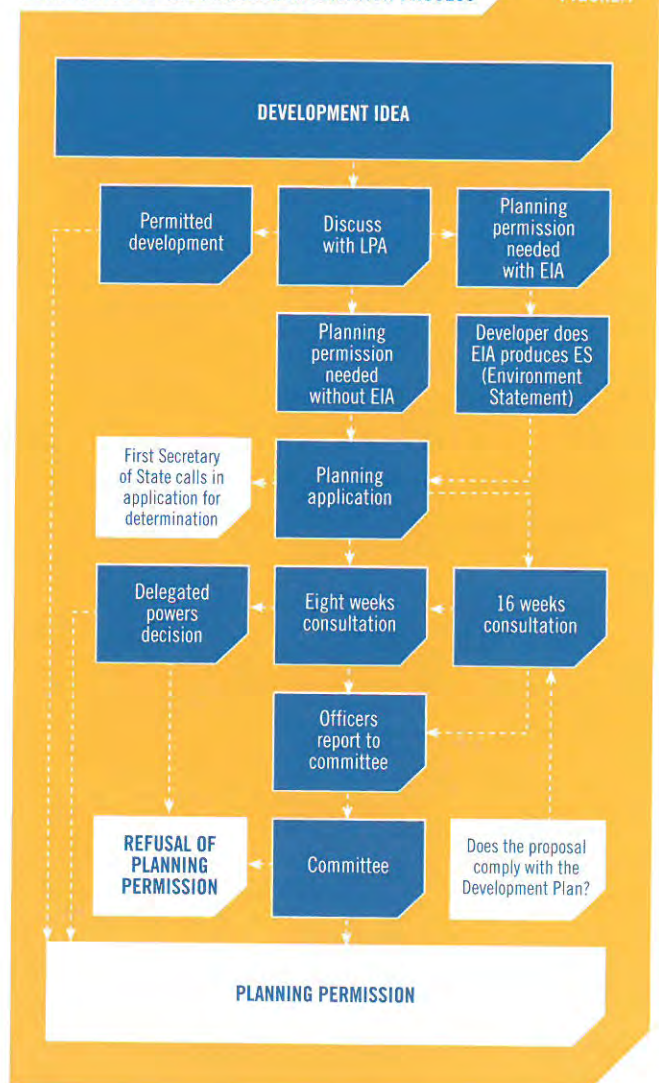 PROCESS
DEVELOPMENT IDEA
Permitted
development
Discuss
with LPA
Planning
permission
needed
with EIA
Planning
permission
needed
without EIA
Developer does
EIA produces ES
(Environment
Statement)
First Secretary
of State calls in
application for
determination
Planning
application
Delegated
powers
decision
Eight weeks
consultation
16 weeks
consultation
Officers
report to
committee
REFUSAL OF
PLANNING
PERMISSION
Committee
Does the proposal
comply with the
Development Plan?
PLANNING PERMISSION